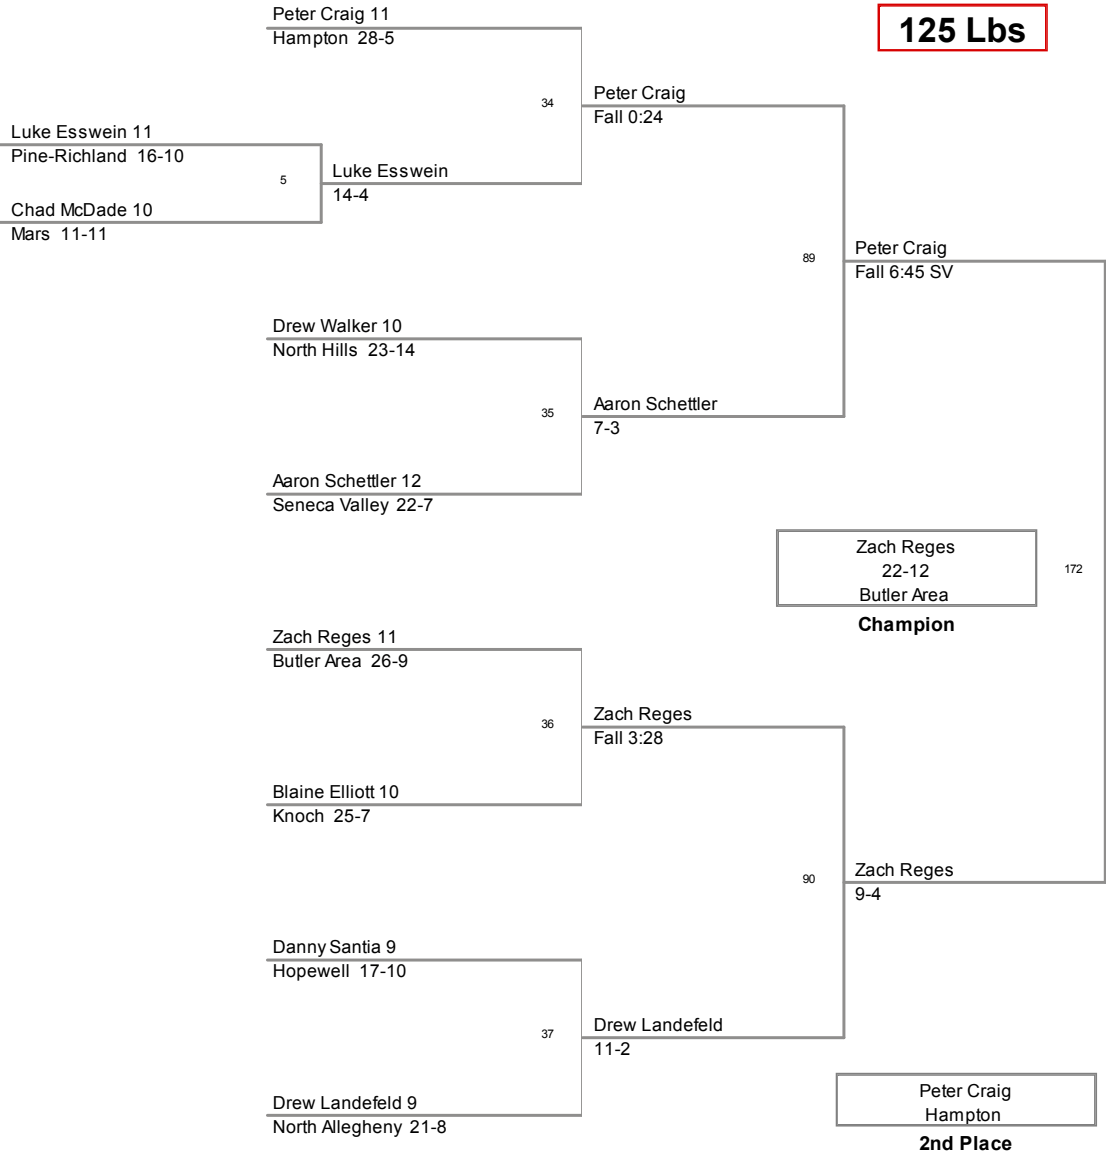 125 Lbs
Peter Craig 11
Hampton 28-5
34
Peter Craig
Fall 0:24
Luke Esswein 11
Pine-Richland 16-10
5
Luke Esswein
14-4
Chad McDade 10
Mars 11-11
89
Peter Craig
Fall 6:45 SV
Drew Walker 10
North Hills 23-14
35
Aaron Schettler
7-3
Aaron Schettler 12
Seneca Valley 22-7
Zach Reges
22-12
Butler Area
Champion
172
Zach Reges 11
Butler Area 26-9
36
Zach Reges
Fall 3:28
Blaine Elliott 10
Knoch 25-7
90
Zach Reges
9-4
Danny Santia 9
Hopewell 17-10
37
Drew Landefeld
11-2
Drew Landefeld 9
North Allegheny 21-8
Peter Craig
Hampton
2nd Place